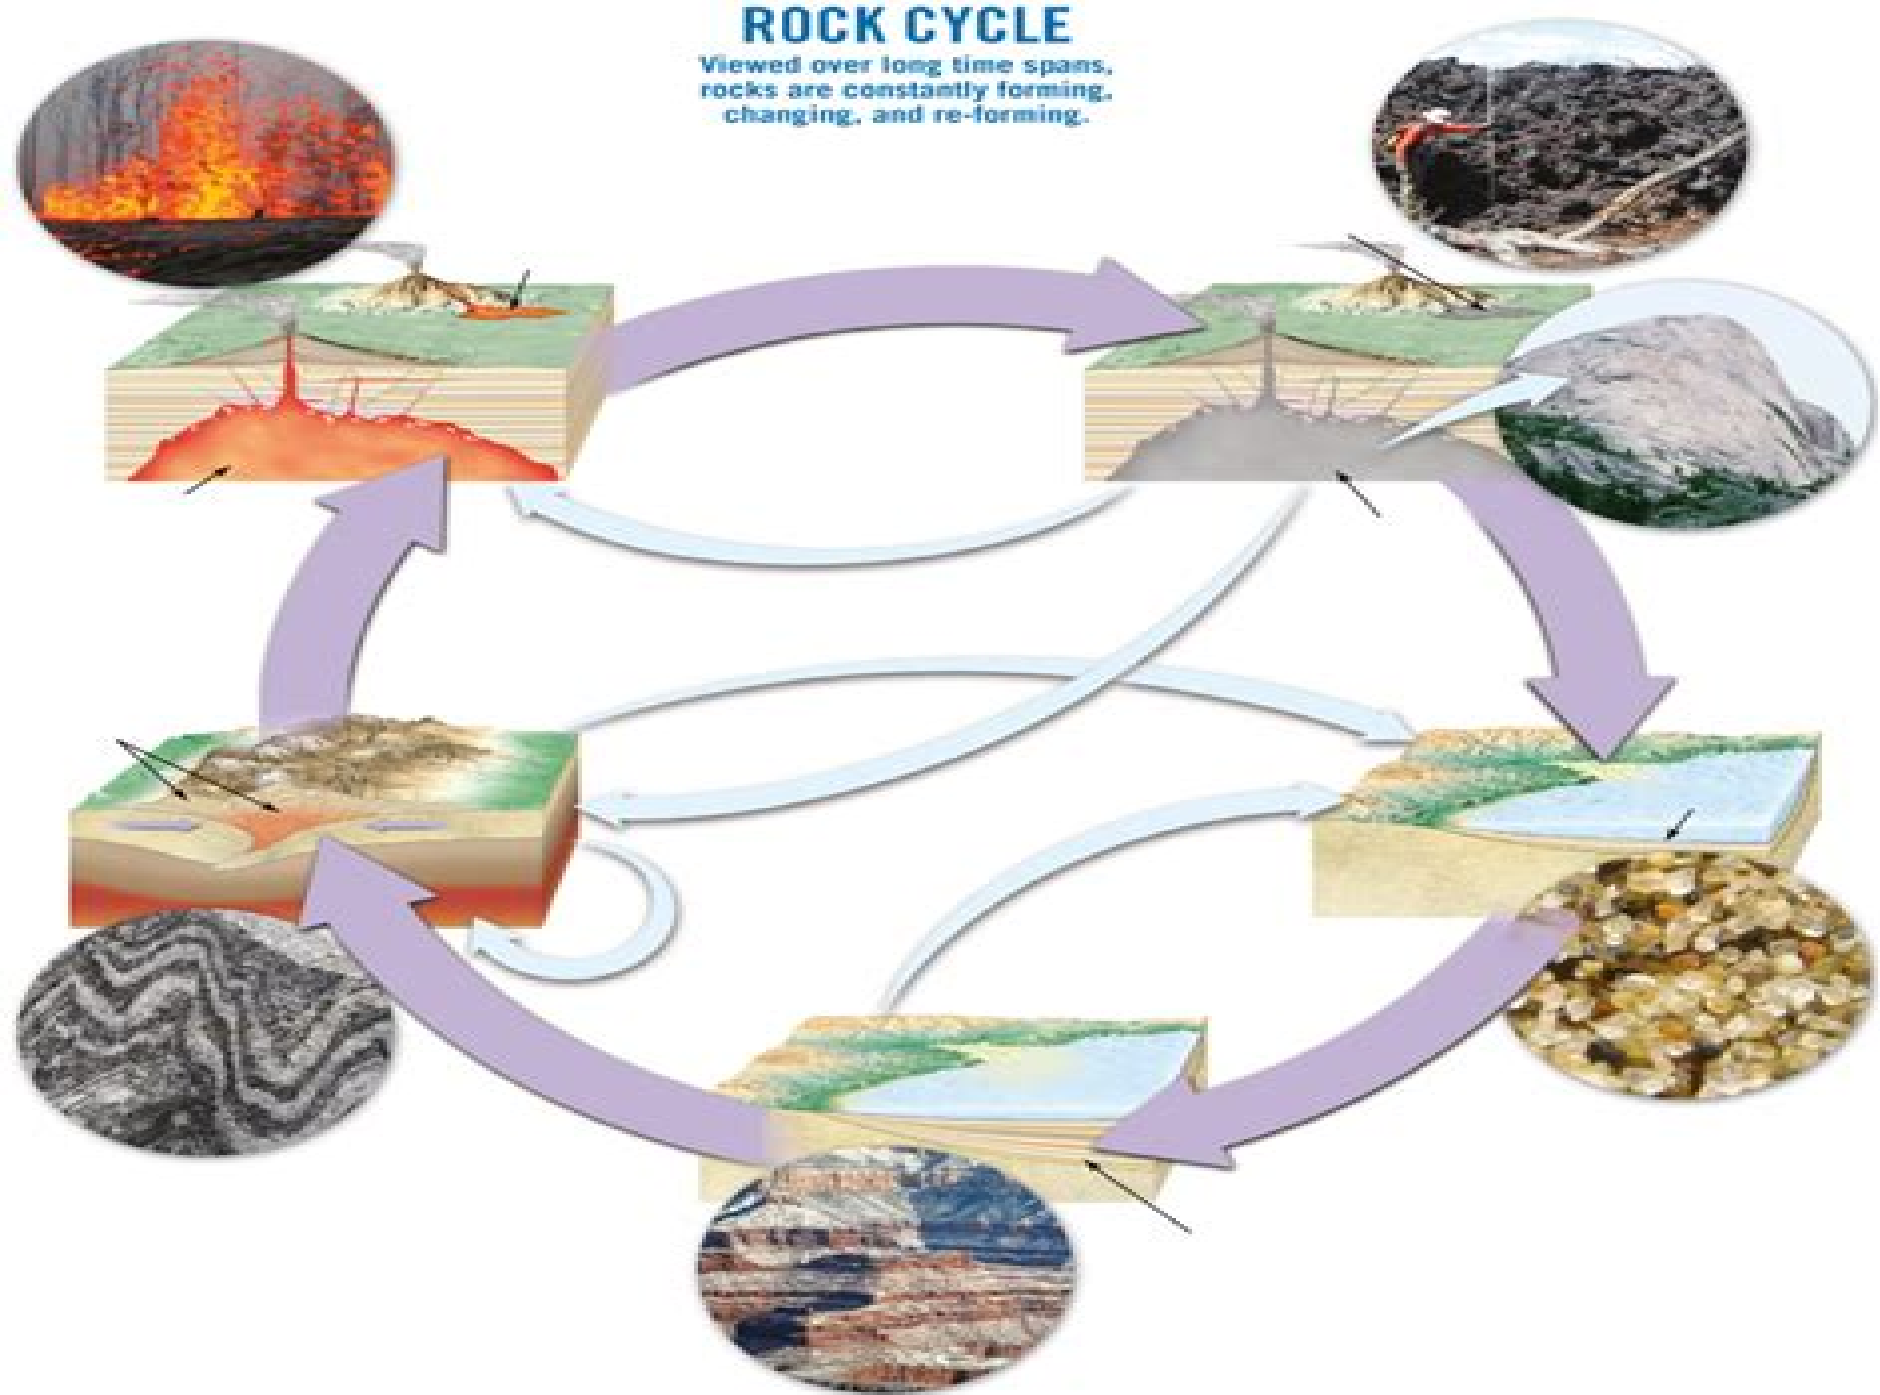 ROCK CYCLE
Viewed over long time spans,
rocks are constantly forming,
changing, and re-forming.